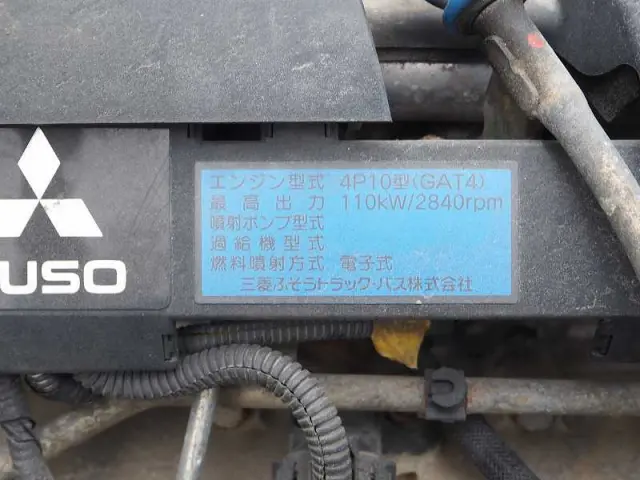 エンジン型式 4P10型(GAT4)
最高出力 110kW/2840rpm
噴射ポンプ型式
過給機型式
燃料噴射方式 電子式
三菱ふそうトラック・バス株式会社
USO